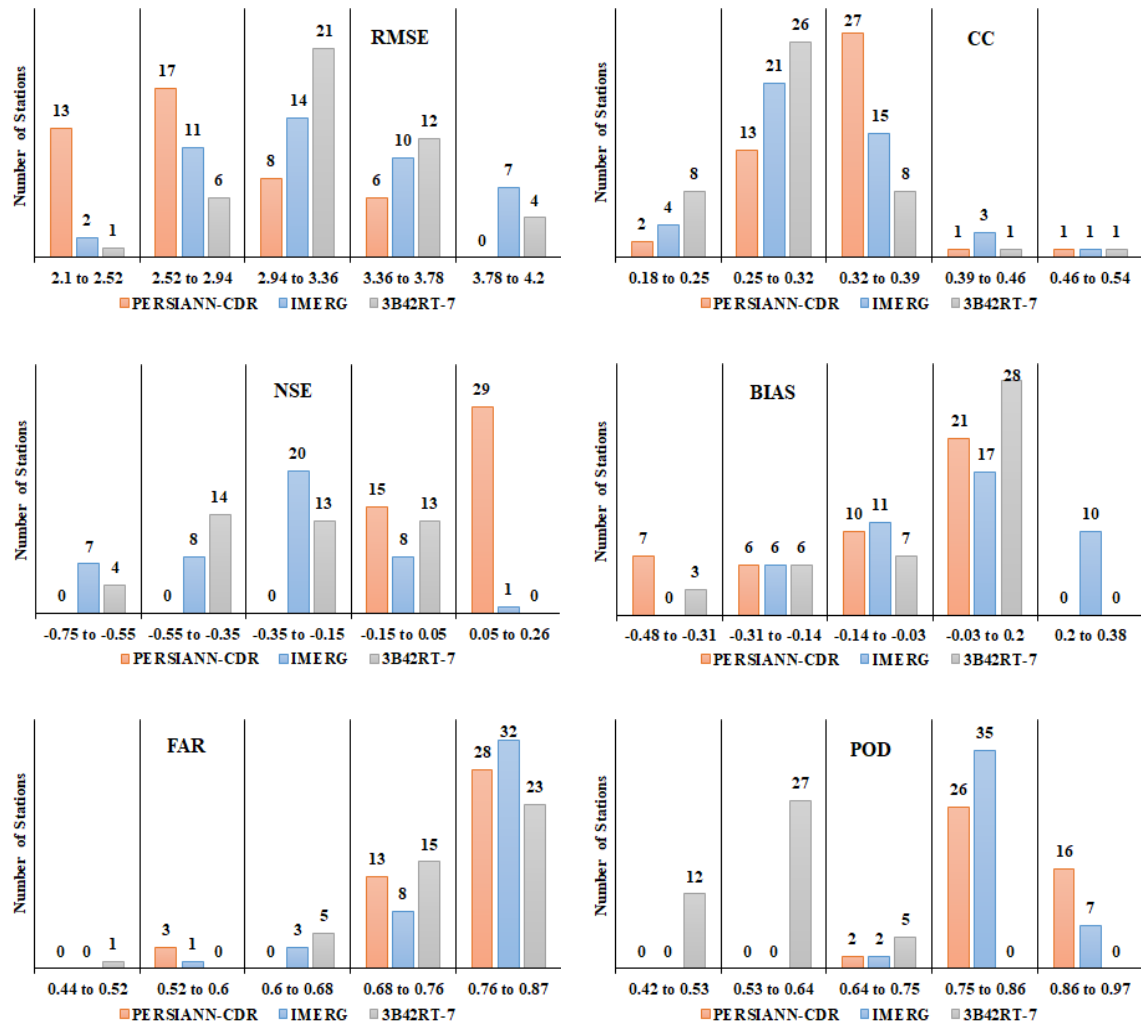 RMSE
Number of Stations
13 2 1 17 11 6 8 14 21 6 10 12 0 7 4
2.1 to 2.52 2.52 to 2.94 2.94 to 3.36 3.36 to 3.78 3.78 to 4.2
PERSIANN-CDR IMERG 3B42RT-7
CC
Number of Stations
2 4 8 13 21 26 27 15 8 1 3 1 1 1 1
0.18 to 0.25 0.25 to 0.32 0.32 to 0.39 0.39 to 0.46 0.46 to 0.54
PERSIANN-CDR IMERG 3B42RT-7
NSE
Number of Stations
0 7 4 0 8 14 0 20 13 15 8 13 29 1 0
-0.75 to -0.55 -0.55 to -0.35 -0.35 to -0.15 -0.15 to 0.05 0.05 to 0.26
PERSIANN-CDR IMERG 3B42RT-7
BIAS
Number of Stations
7 0 3 6 6 6 10 11 7 21 17 28 0 10 0
-0.48 to -0.31 -0.31 to -0.14 -0.14 to -0.03 -0.03 to 0.2 0.2 to 0.38
PERSIANN-CDR IMERG 3B42RT-7
FAR
Number of Stations
0 0 1 3 1 0 0 3 5 13 8 15 28 32 23
0.44 to 0.52 0.52 to 0.6 0.6 to 0.68 0.68 to 0.76 0.76 to 0.87
PERSIANN-CDR IMERG 3B42RT-7
POD
Number of Stations
0 0 12 0 0 27 2 2 5 26 35 0 16 7 0
0.42 to 0.53 0.53 to 0.64 0.64 to 0.75 0.75 to 0.86 0.86 to 0.97
PERSIANN-CDR IMERG 3B42RT-7